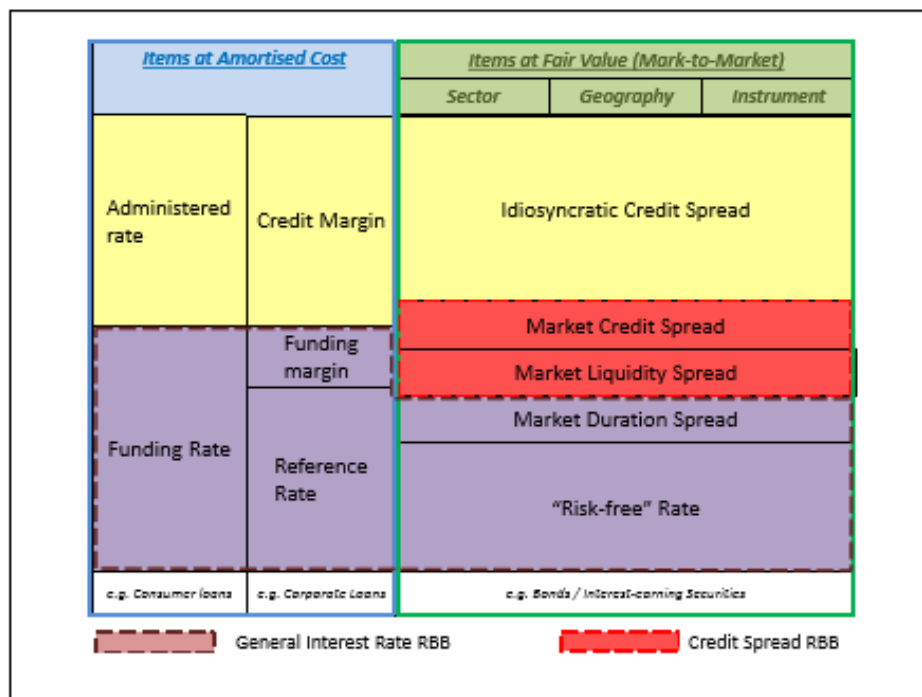 Items at Amortised Cost
Items at Fair Value (Mark-to-Market)
Sector
Geography
Instrument
Administered
rate
Credit Margin
Idiosyncratic Credit Spread
Market Credit Spread
Funding
margin
Market Liquidity Spread
Market Duration Spread
Funding Rate
Reference
Rate
“Risk-free” Rate
e.g. Consumer loans
e.g. Corporate Loans
e.g. Bonds / Interest-earning Securities
General Interest Rate RBB
Credit Spread RBB